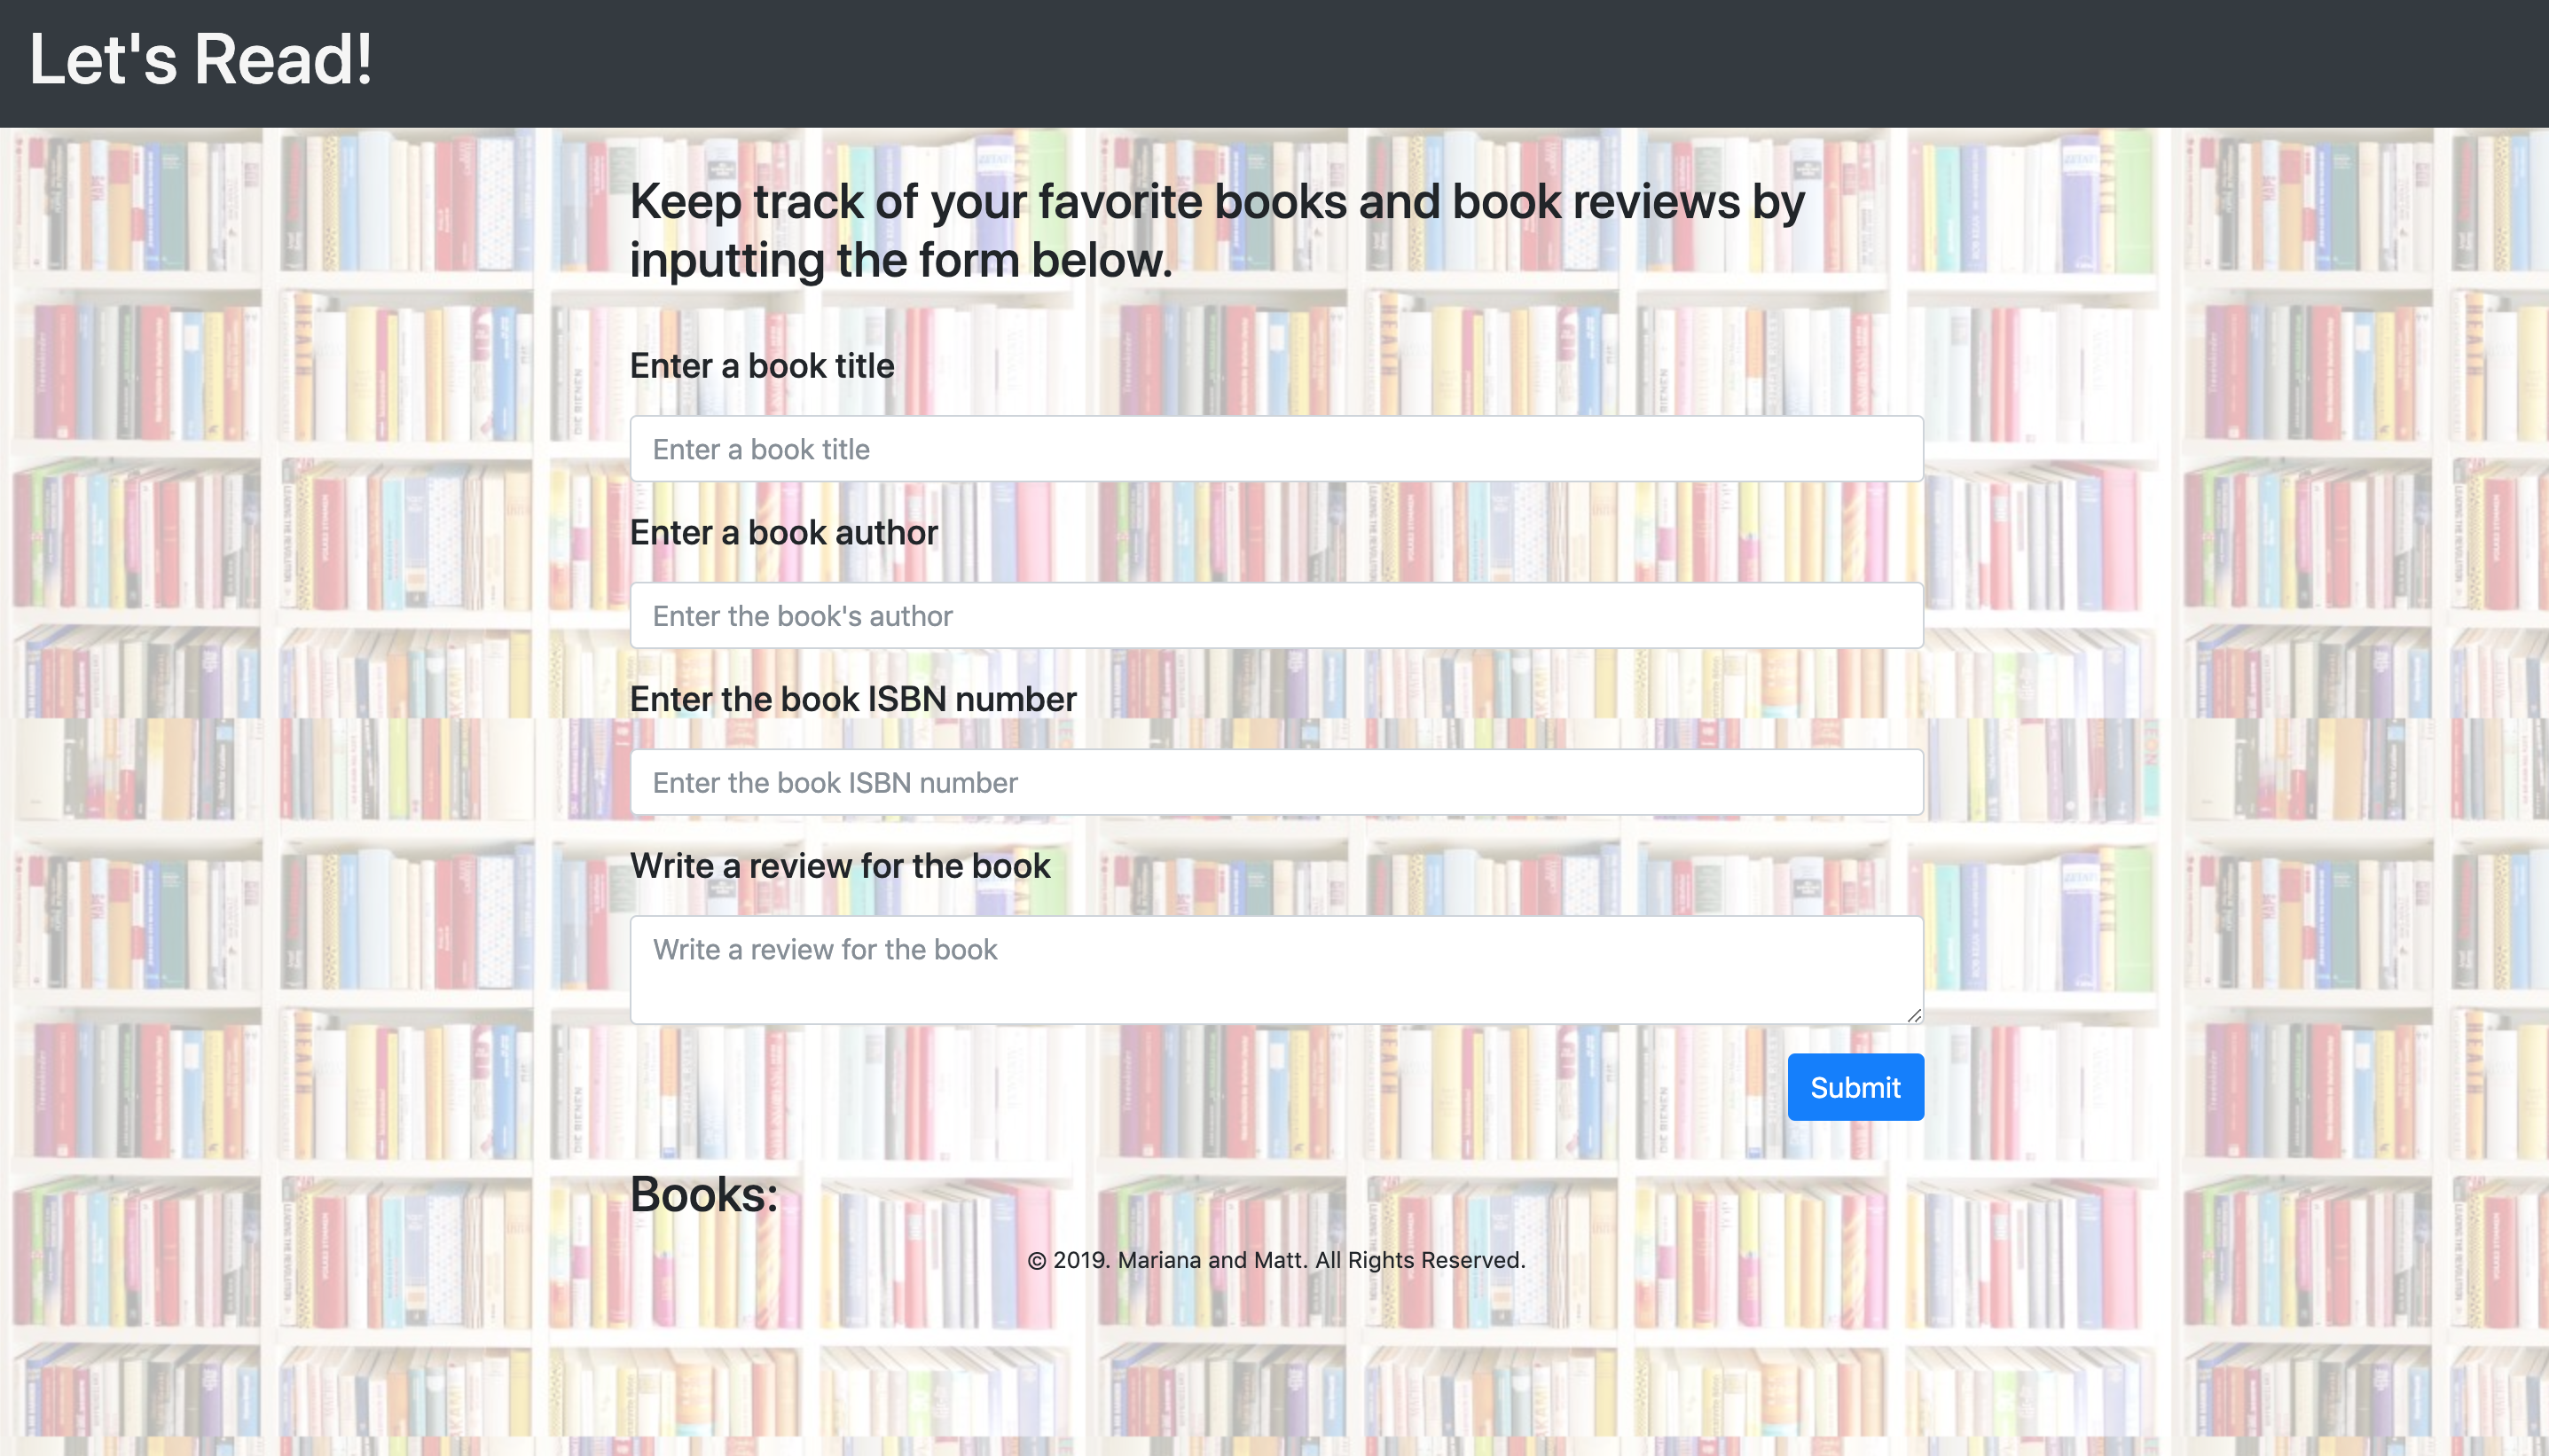 Let's Read!
Keep track of your favorite books and book reviews by
inputting the form below.
Enter a book title
Enter a book title
Enter a book author
Enter the book's author
Enter the book ISBN number
Enter the book ISBN number
Write a review for the book
Write a review for the book
Submit
Books:
© 2019. Mariana and Matt. All Rights Reserved.